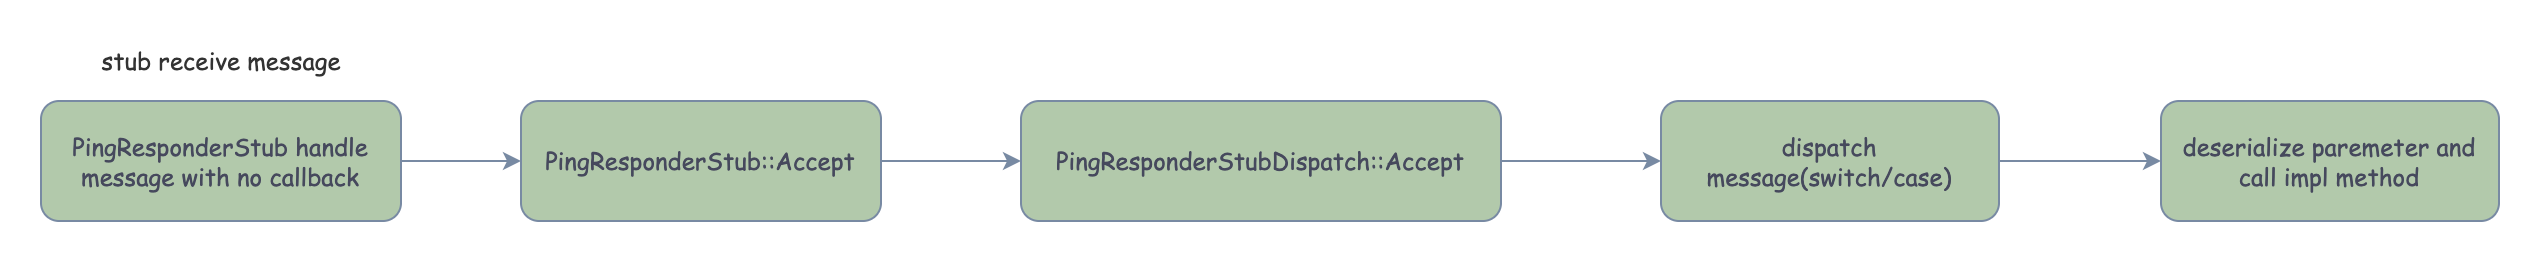 stub receive message
PingResponderStub handle
message with no callback
PingResponderStub::Accept
PingResponderStubDispatch::Accept
dispatch
message(switch/case)
deserialize paremeter and
call impl method